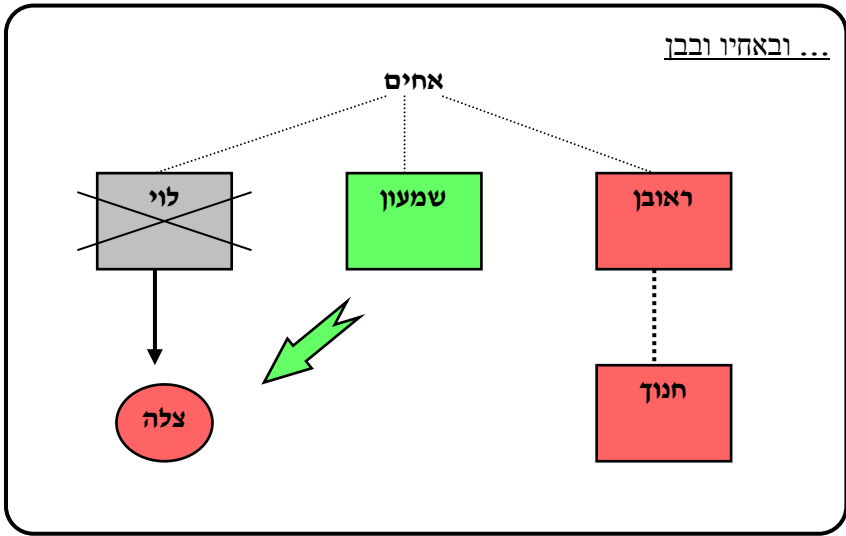 ... ובאחיו ובבן
אחים
ראובן
שמעון
לוי
חנוך
צלה